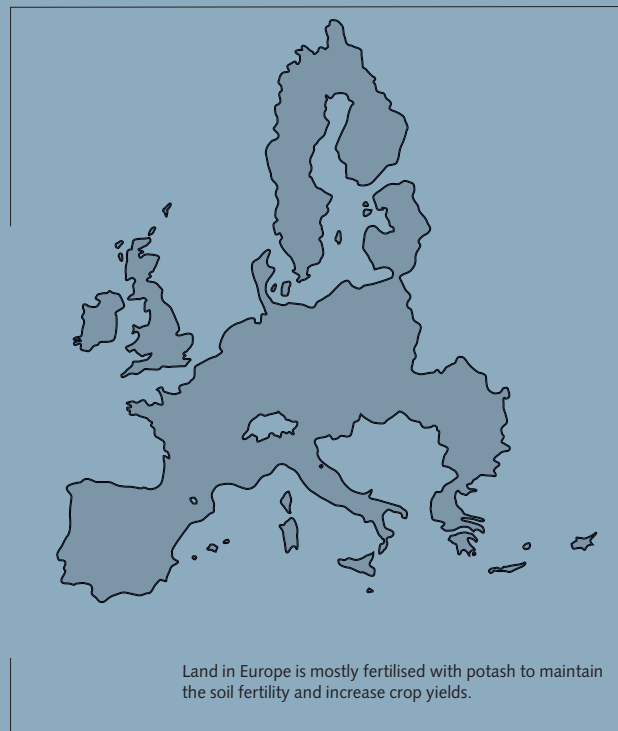 Land in Europe is mostly fertilised with potash to maintain
the soil fertility and increase crop yields.